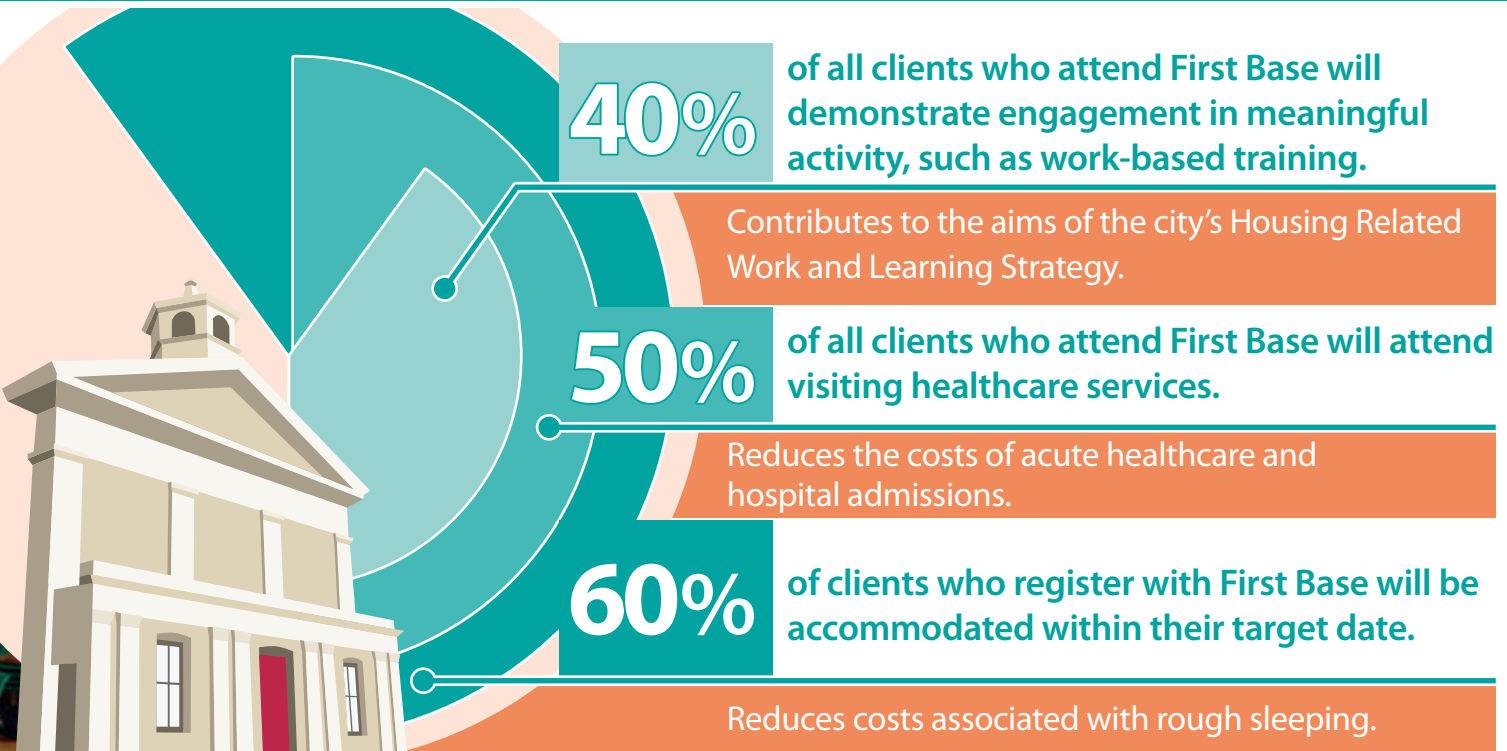 40%
of all clients who attend First Base will
demonstrate engagement in meaningful
activity, such as work-based training.
Contributes to the aims of the city’s Housing Related
Work and Learning Strategy.
50%
of all clients who attend First Base will attend
visiting healthcare services.
Reduces the costs of acute healthcare and
hospital admissions.
60%
of clients who register with First Base will be
accommodated within their target date.
Reduces costs associated with rough sleeping.